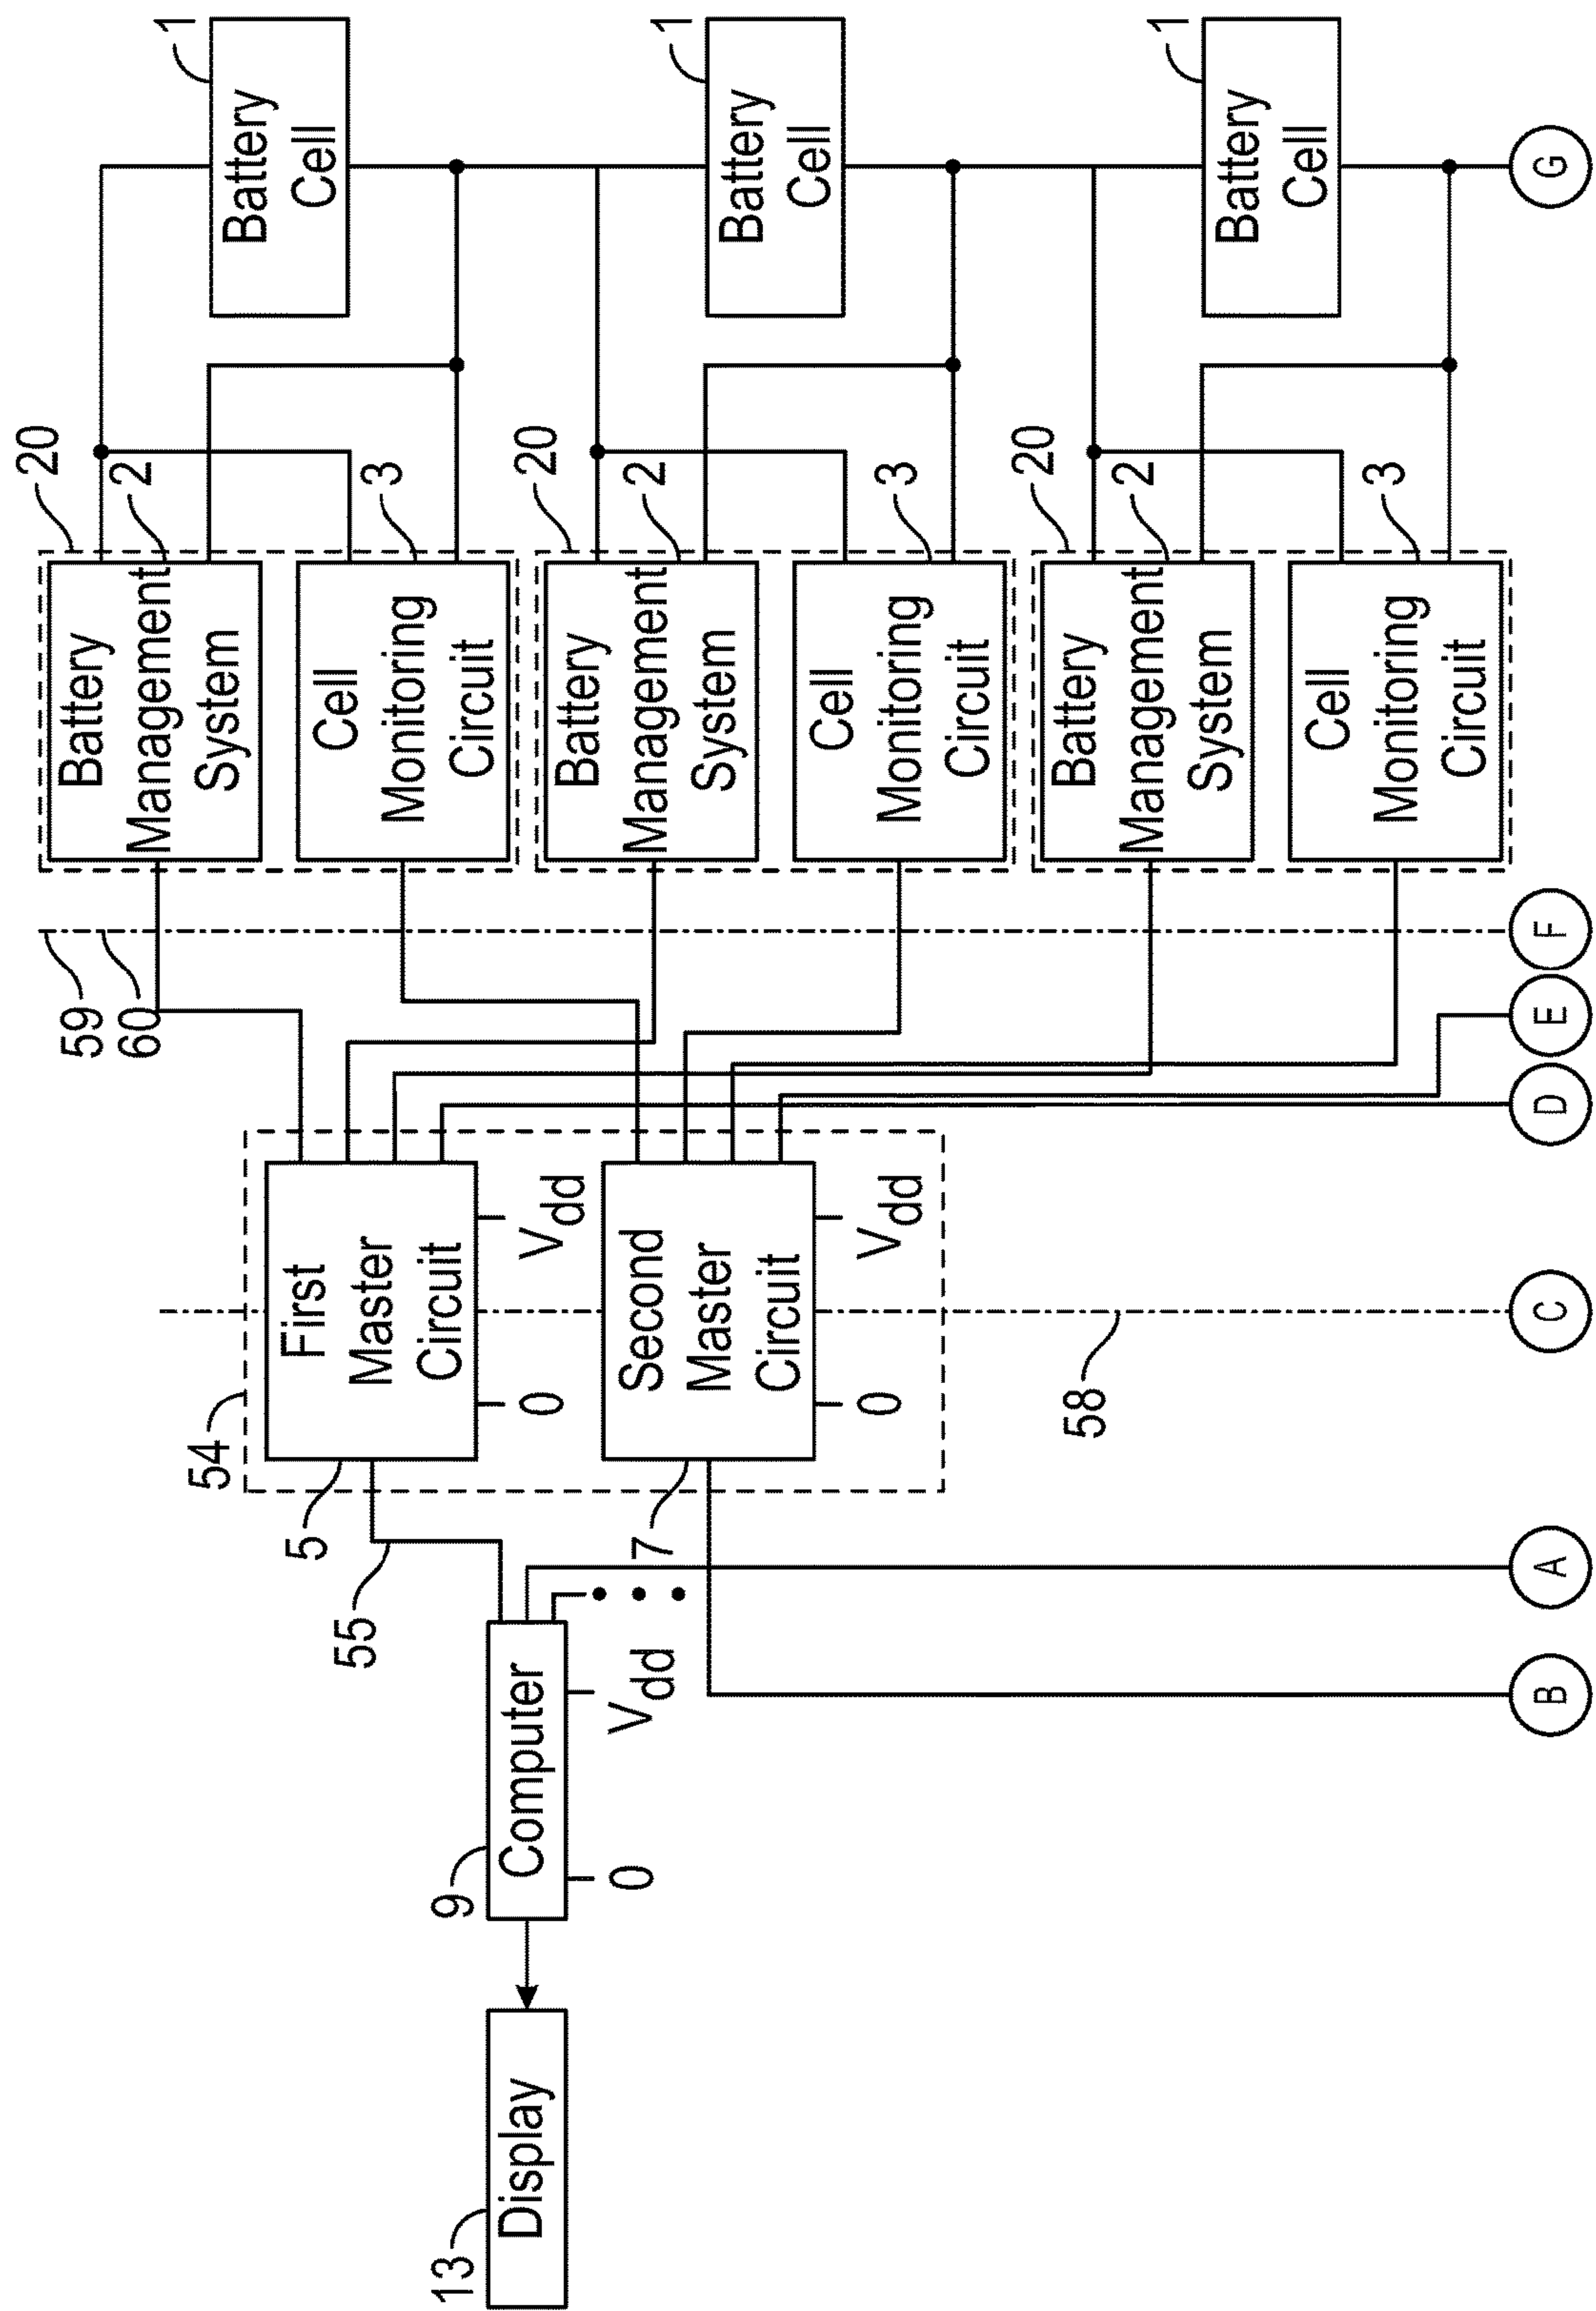 13
Display
9
Computer
0
Vdd
55
54
5
First
Master
Circuit
0
Vdd
7
Second
Master
Circuit
0
Vdd
58
59
60
20
2
Battery
Management
System
3
Cell
Monitoring
Circuit
1
Battery
Cell
20
2
Battery
Management
System
3
Cell
Monitoring
Circuit
1
Battery
Cell
20
2
Battery
Management
System
3
Cell
Monitoring
Circuit
1
Battery
Cell
B
A
C
D
E
F
G